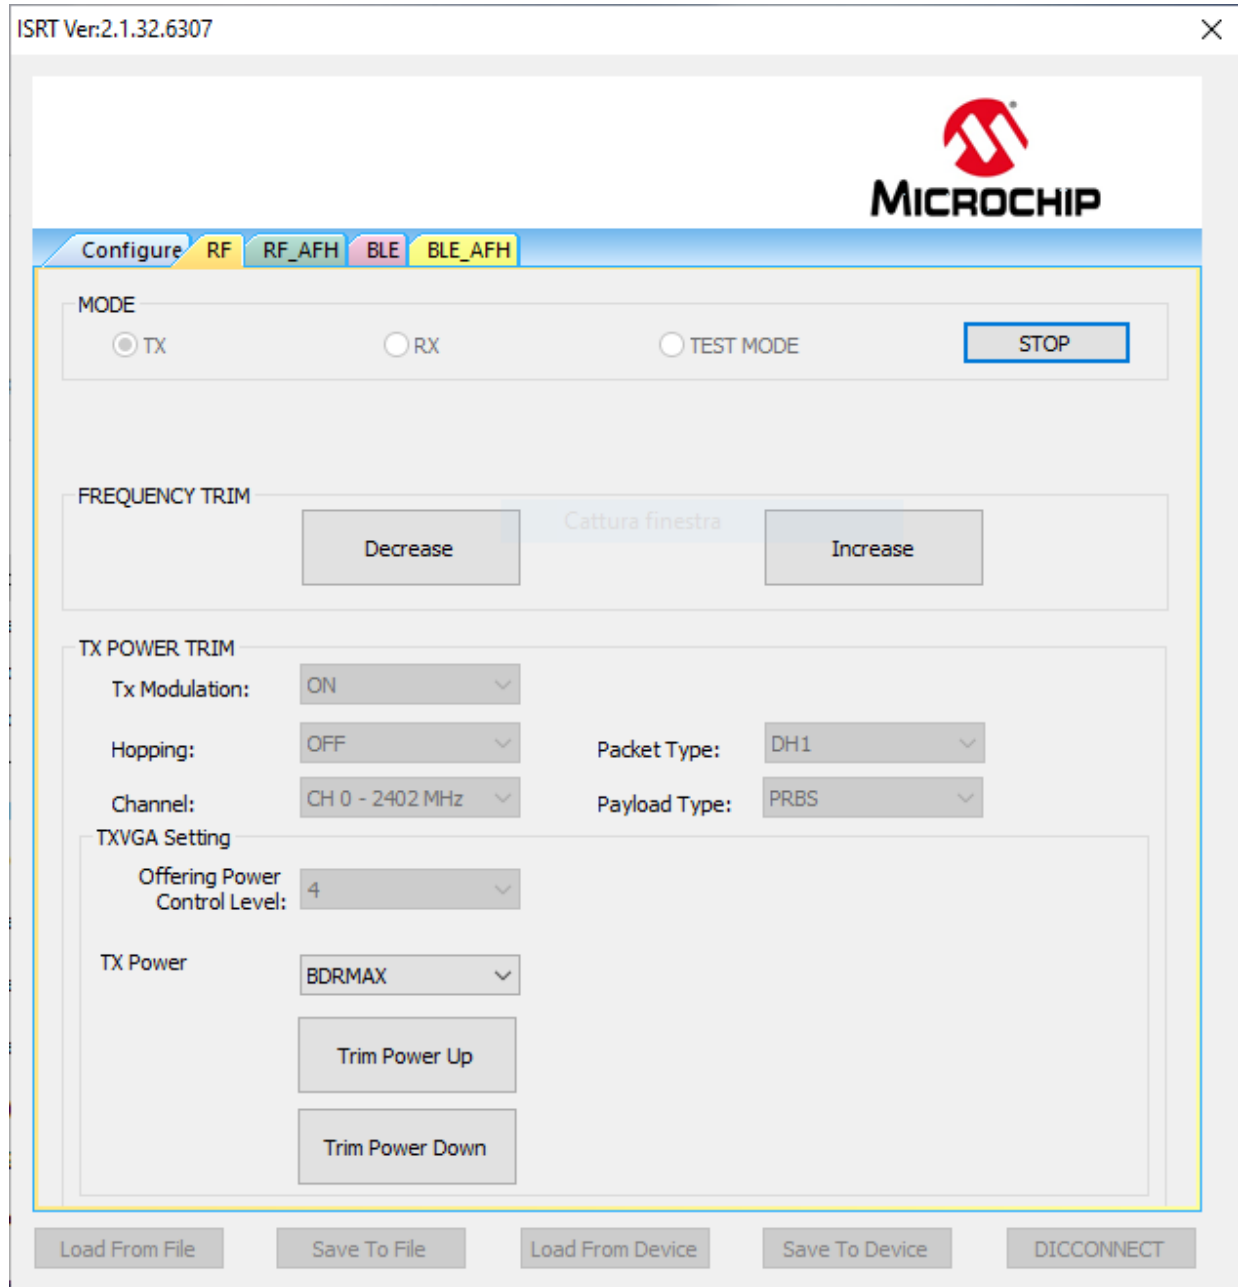 ISRT Ver:2.1.32.6307
MICROCHIP
Configure RF RF_AFH BLE BLE_AFH
MODE
TX RX TEST MODE STOP
FREQUENCY TRIM
Cattura finestra
Decrease Increase
TX POWER TRIM
Tx Modulation: ON
Hopping: OFF Packet Type: DH1
Channel: CH 0 - 2402 MHz Payload Type: PRBS
TXVGA Setting
Offering Power
Control Level: 4
TX Power BDRMAX
Trim Power Up
Trim Power Down
Load From File Save To File Load From Device Save To Device DICCONNECT